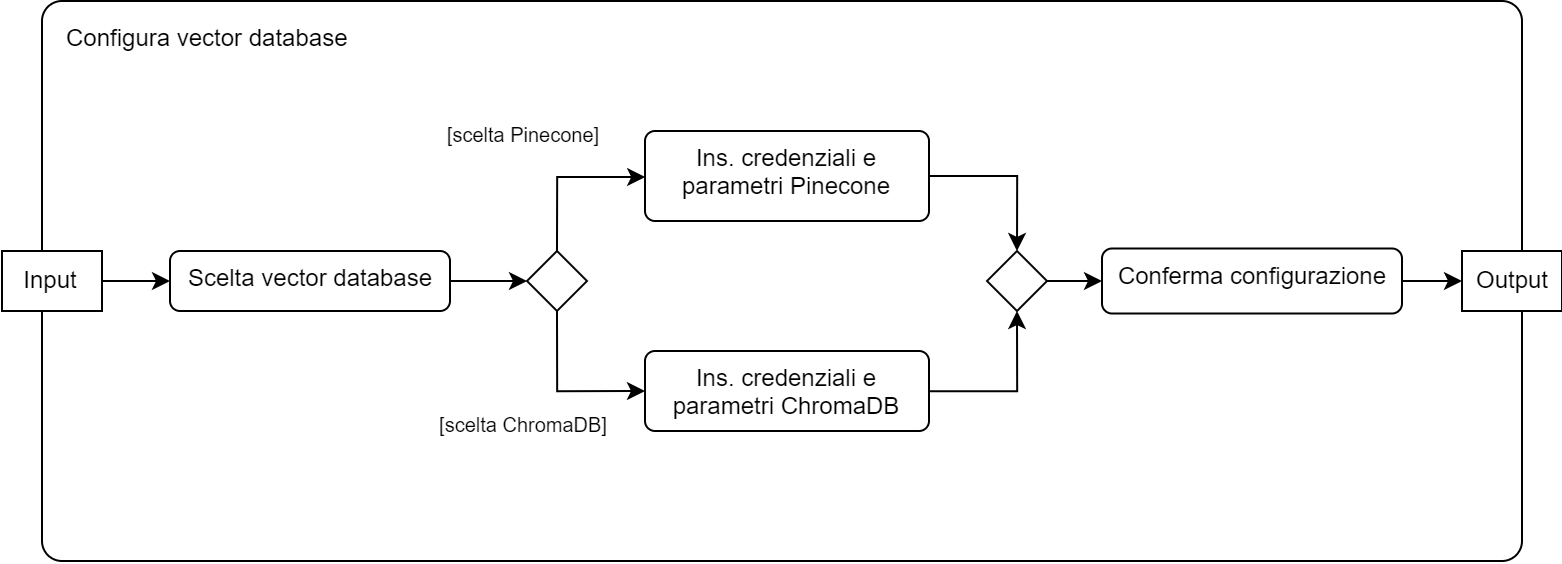 Configura vector database
[scelta Pinecone]
Ins. credenziali e
parametri Pinecone
Input
Scelta vector database
Conferma configurazione
Output
Ins. credenziali e
parametri ChromaDB
[scelta ChromaDB]